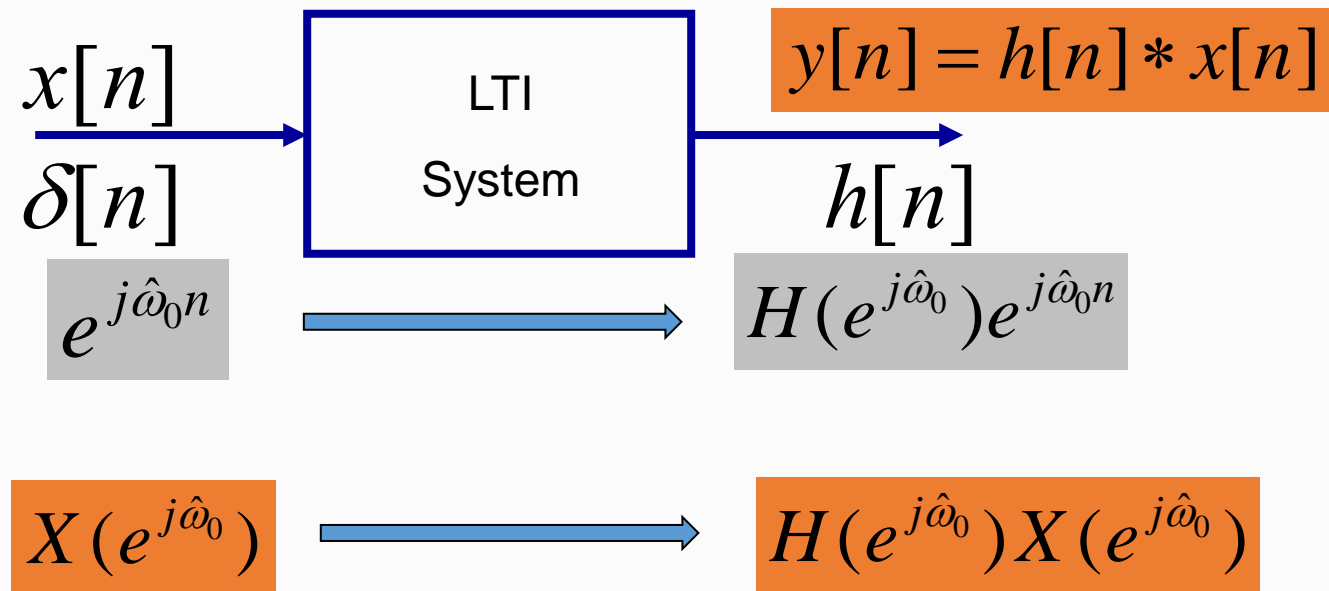 x[n]
LTI
System
y[n] = h[n] * x[n]
δ[n]
h[n]
e^{jω̂₀n}
H(e^{jω̂₀})e^{jω̂₀n}
X(e^{jω̂₀})
H(e^{jω̂₀})X(e^{jω̂₀})